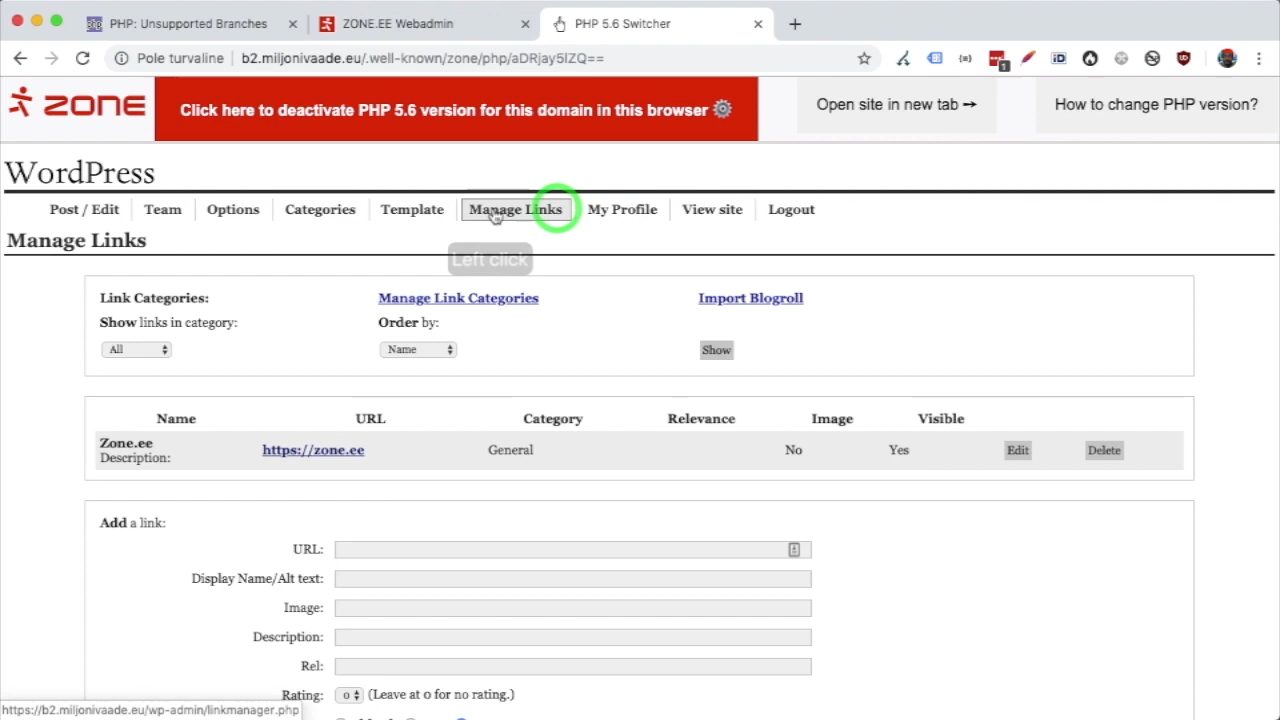 PHP: Unsupported Branches
ZONE.EE Webadmin
PHP 5.6 Switcher
Pole turvaline
b2.miljonivaade.eu/.well-known/zone/php/aDRjay5lZQ==
1
ZONE
Click here to deactivate PHP 5.6 version for this domain in this browser
Open site in new tab ➙
How to change PHP version?
WordPress
Post / Edit
Team
Options
Categories
Template
Manage Links
My Profile
View site
Logout
Manage Links
Left click
Link Categories:
Manage Link Categories
Import Blogroll
Show links in category:
Order by:
All
Name
Show
Name
URL
Category
Relevance
Image
Visible
Zone.ee
Description:
https://zone.ee
General
No
Yes
Edit
Delete
Add a link:
URL:
Display Name/Alt text:
Image:
Description:
Rel:
Rating:
0
(Leave at 0 for no rating.)
https://b2.miljonivaade.eu/wp-admin/linkmanager.php